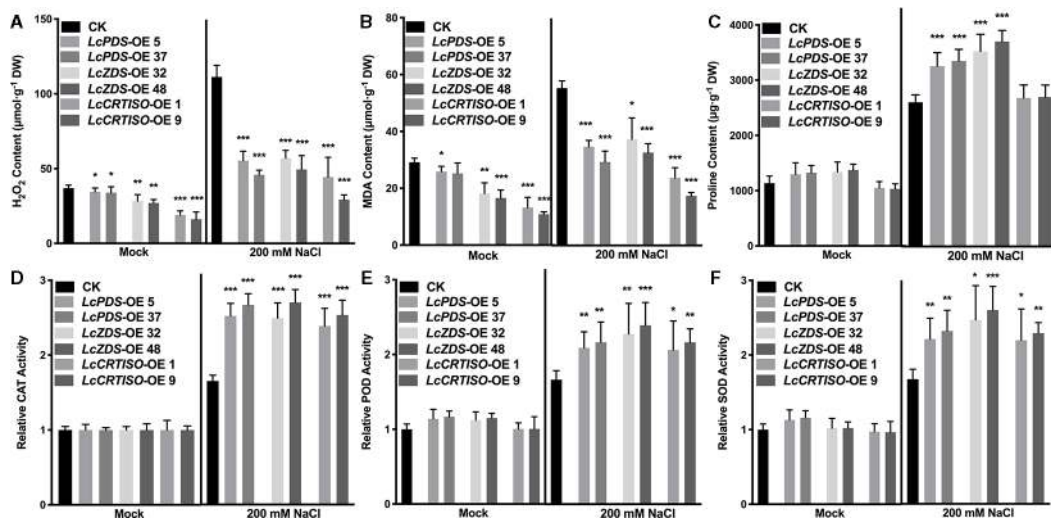 A
H₂O₂ Content (μmol·g⁻¹ DW)
150
100
50
0
CK
LcPDS-OE 5
LcPDS-OE 37
LcZDS-OE 32
LcZDS-OE 48
LcCRTISO-OE 1
LcCRTISO-OE 9
* * ** ** *** ***
*** *** *** *** *** ***
Mock
200 mM NaCl
B
MDA Content (μmol·g⁻¹ DW)
80
60
40
20
0
CK
LcPDS-OE 5
LcPDS-OE 37
LcZDS-OE 32
LcZDS-OE 48
LcCRTISO-OE 1
LcCRTISO-OE 9
* ** *** *** ***
*** *** * *** *** ***
Mock
200 mM NaCl
C
Proline Content (μg·g⁻¹ DW)
4000
3000
2000
1000
0
CK
LcPDS-OE 5
LcPDS-OE 37
LcZDS-OE 32
LcZDS-OE 48
LcCRTISO-OE 1
LcCRTISO-OE 9
*** *** *** ***
Mock
200 mM NaCl
D
Relative CAT Activity
3
2
1
0
CK
LcPDS-OE 5
LcPDS-OE 37
LcZDS-OE 32
LcZDS-OE 48
LcCRTISO-OE 1
LcCRTISO-OE 9
*** *** *** *** *** ***
Mock
200 mM NaCl
E
Relative POD Activity
3
2
1
0
CK
LcPDS-OE 5
LcPDS-OE 37
LcZDS-OE 32
LcZDS-OE 48
LcCRTISO-OE 1
LcCRTISO-OE 9
** ** ** *** * **
Mock
200 mM NaCl
F
Relative SOD Activity
3
2
1
0
CK
LcPDS-OE 5
LcPDS-OE 37
LcZDS-OE 32
LcZDS-OE 48
LcCRTISO-OE 1
LcCRTISO-OE 9
** ** * *** * **
Mock
200 mM NaCl